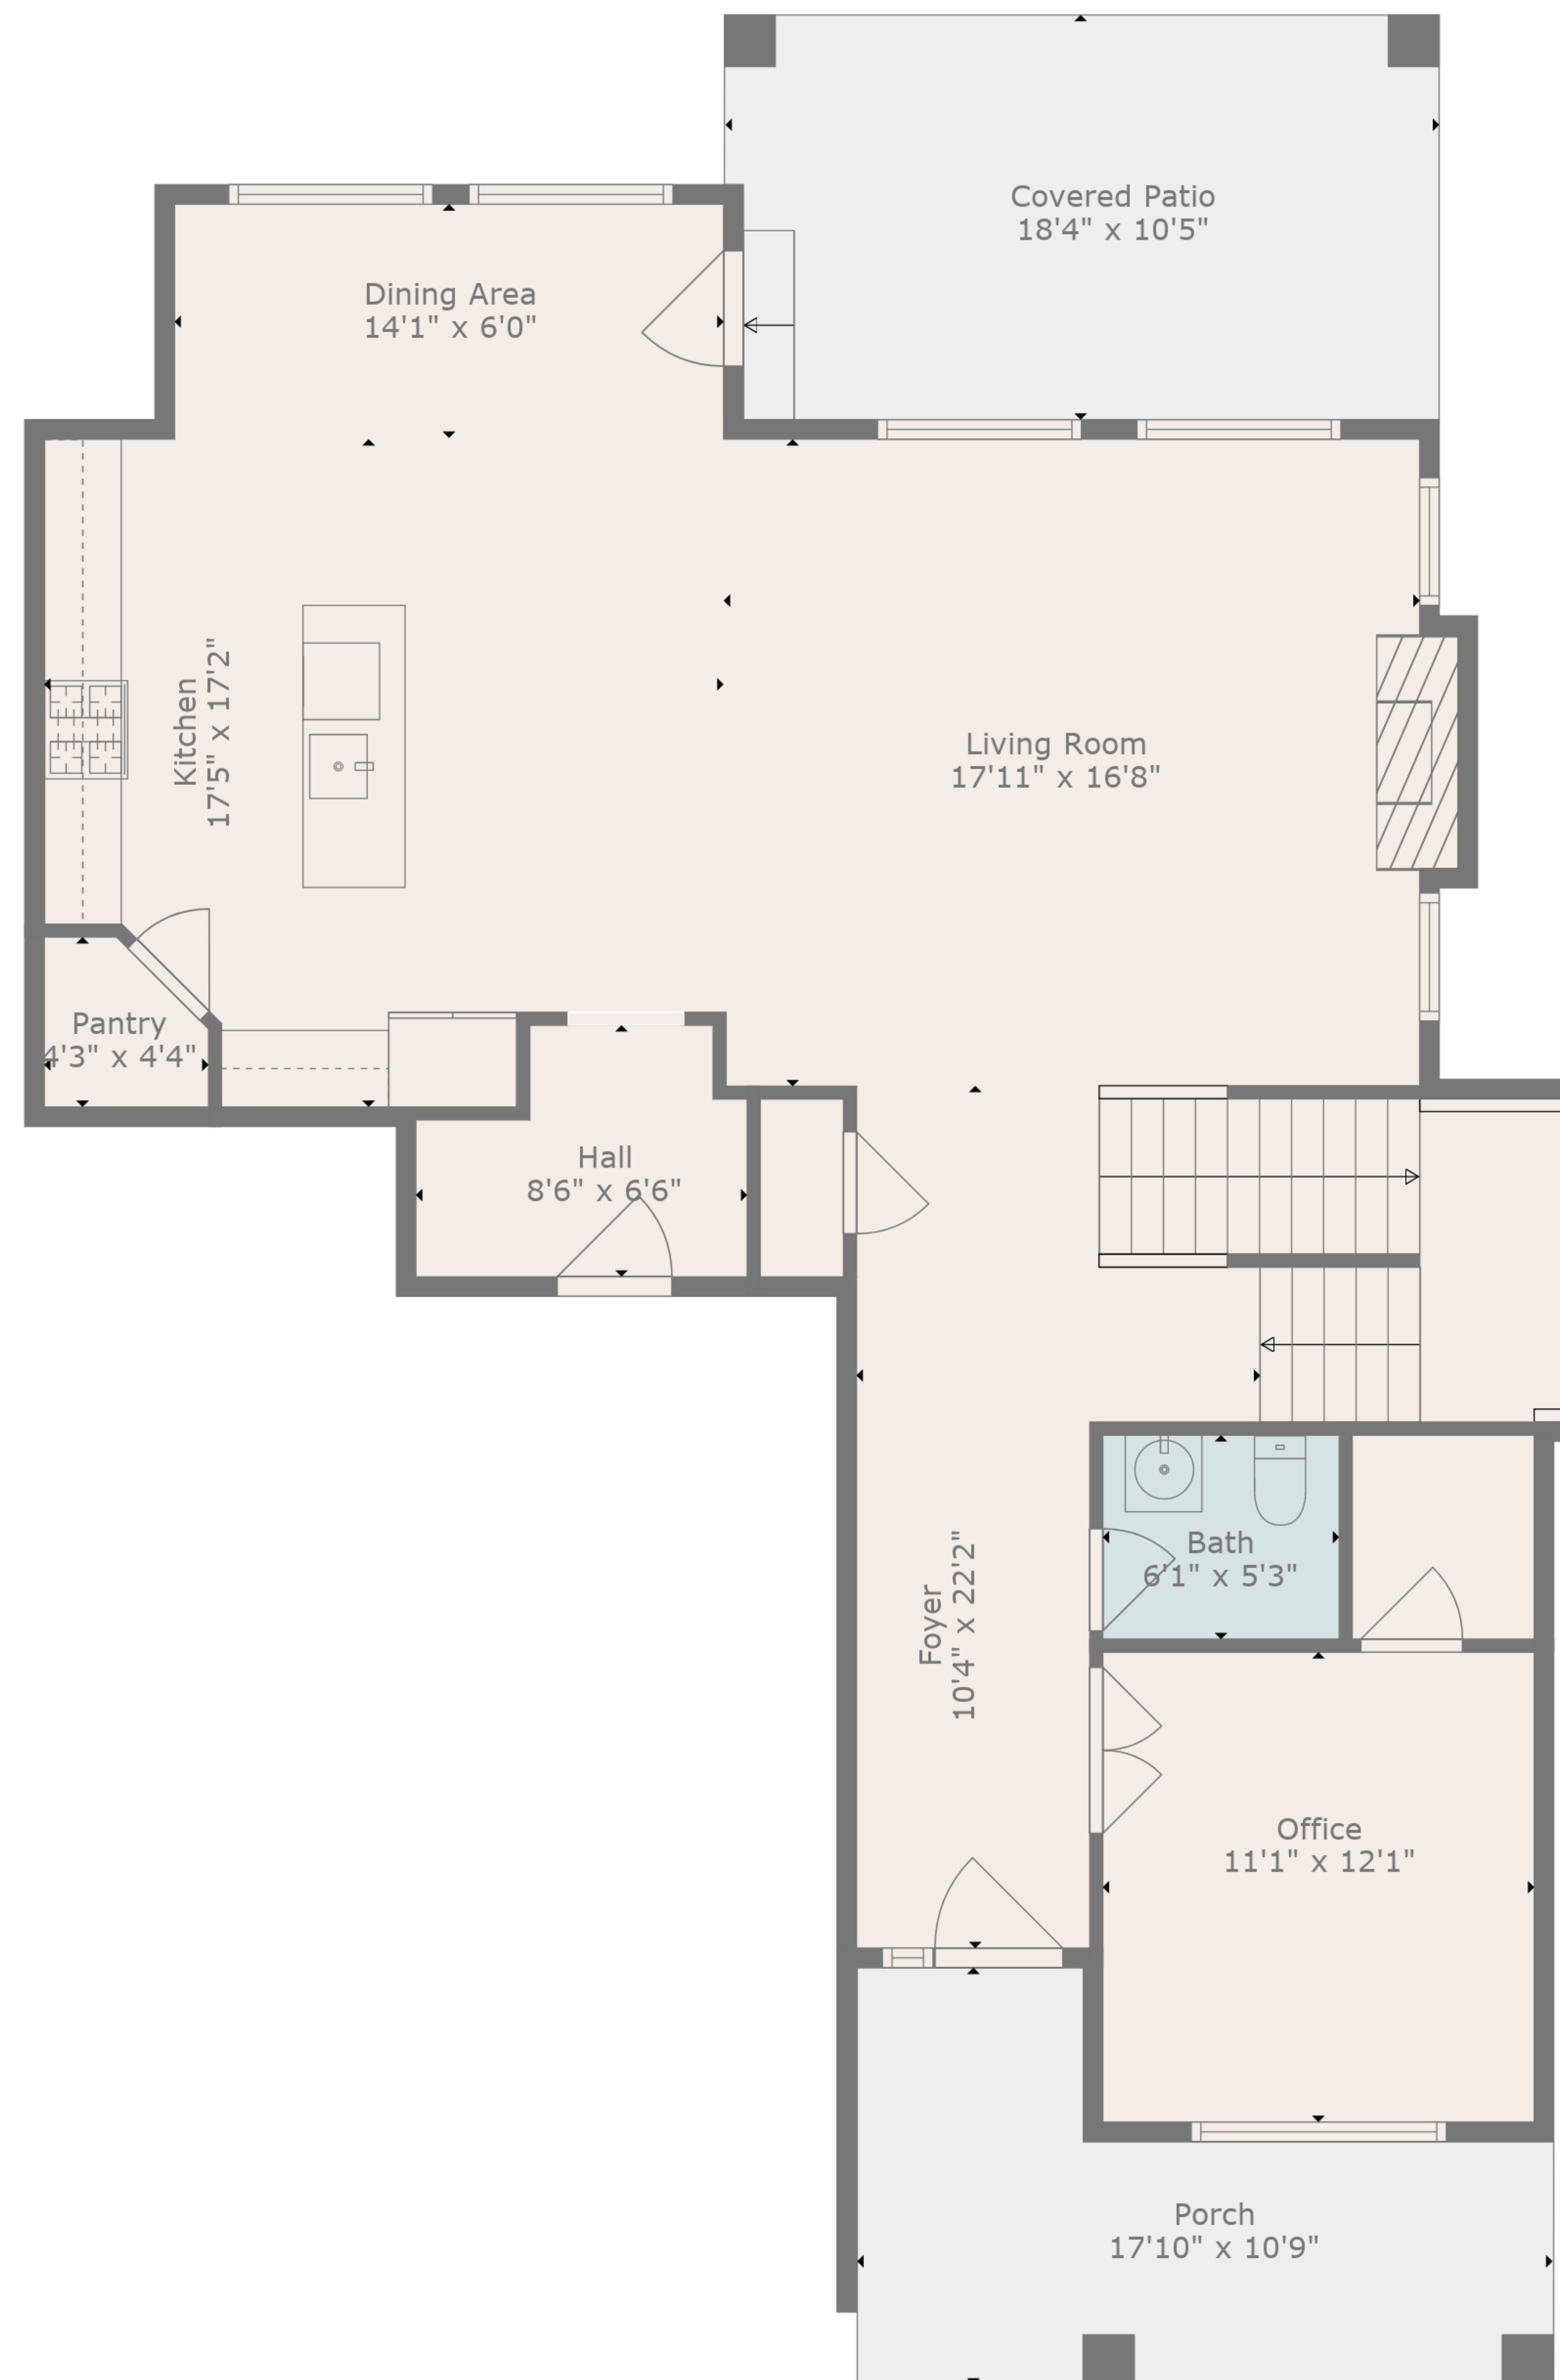 Covered Patio
18'4" x 10'5"
Dining Area
14'1" x 6'0"
Kitchen
17'5" x 17'2"
Living Room
17'11" x 16'8"
Pantry
4'3" x 4'4"
Hall
8'6" x 6'6"
Bath
6'1" x 5'3"
Foyer
10'4" x 22'2"
Office
11'1" x 12'1"
Porch
17'10" x 10'9"